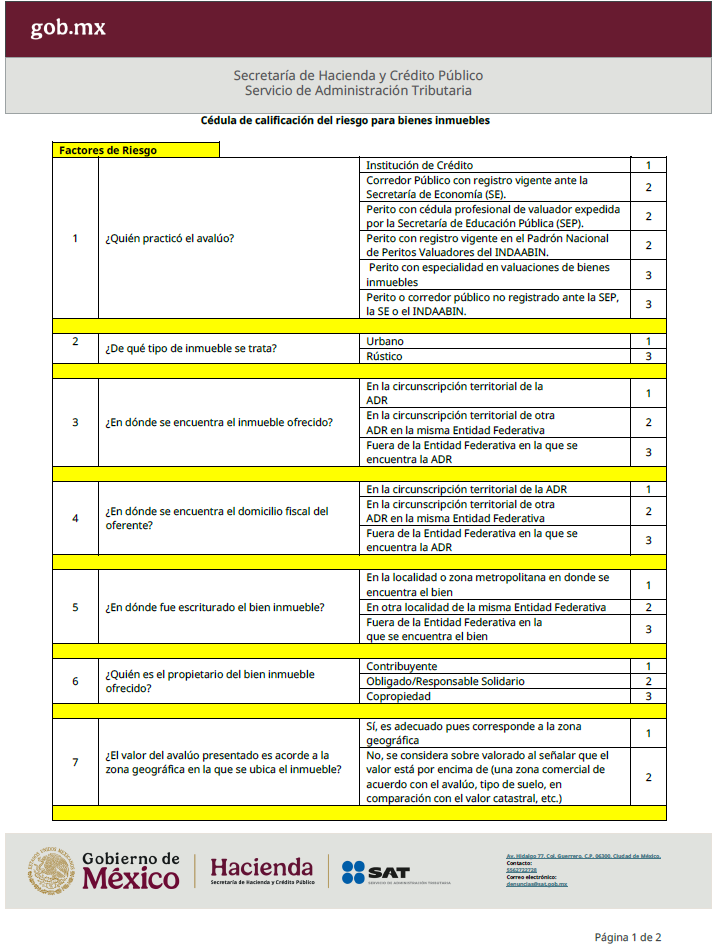 gob.mx
Secretaría de Hacienda y Crédito Público
Servicio de Administración Tributaria
Cédula de calificación del riesgo para bienes inmuebles
Factores de Riesgo
1
¿Quién practicó el avalúo?
Institución de Crédito
1
Corredor Público con registro vigente ante la
Secretaría de Economía (SE).
2
Perito con cédula profesional de valuador expedida
por la Secretaría de Educación Pública (SEP).
2
Perito con registro vigente en el Padrón Nacional
de Peritos Valuadores del INDAABIN.
2
Perito con especialidad en valuaciones de bienes
inmuebles
3
Perito o corredor público no registrado ante la SEP,
la SE o el INDAABIN.
3
2
¿De qué tipo de inmueble se trata?
Urbano
1
Rústico
3
3
¿En dónde se encuentra el inmueble ofrecido?
En la circunscripción territorial de la
ADR
1
En la circunscripción territorial de otra
ADR en la misma Entidad Federativa
2
Fuera de la Entidad Federativa en la que se
encuentra la ADR
3
4
¿En dónde se encuentra el domicilio fiscal del
oferente?
En la circunscripción territorial de la ADR
1
En la circunscripción territorial de otra
ADR en la misma Entidad Federativa
2
Fuera de la Entidad Federativa en la que se
encuentra la ADR
3
5
¿En dónde fue escriturado el bien inmueble?
En la localidad o zona metropolitana en donde se
encuentra el bien
1
En otra localidad de la misma Entidad Federativa
2
Fuera de la Entidad Federativa en la
que se encuentra el bien
3
6
¿Quién es el propietario del bien inmueble
ofrecido?
Contribuyente
1
Obligado/Responsable Solidario
2
Copropiedad
3
7
¿El valor del avalúo presentado es acorde a la
zona geográfica en la que se ubica el inmueble?
Sí, es adecuado pues corresponde a la zona
geográfica
1
No, se considera sobre valorado al señalar que el
valor está por encima de (una zona comercial de
acuerdo con el avalúo, tipo de suelo, en
comparación con el valor catastral, etc.)
2
Gobierno de
México
Hacienda
Secretaría de Hacienda y Crédito Público
SAT
SERVICIO DE ADMINISTRACIÓN TRIBUTARIA
Av. Hidalgo 77, Col. Guerrero, C.P. 06300, Ciudad de México.
Contacto:
5562722728
Correo electrónico:
denuncias@sat.gob.mx
Página 1 de 2